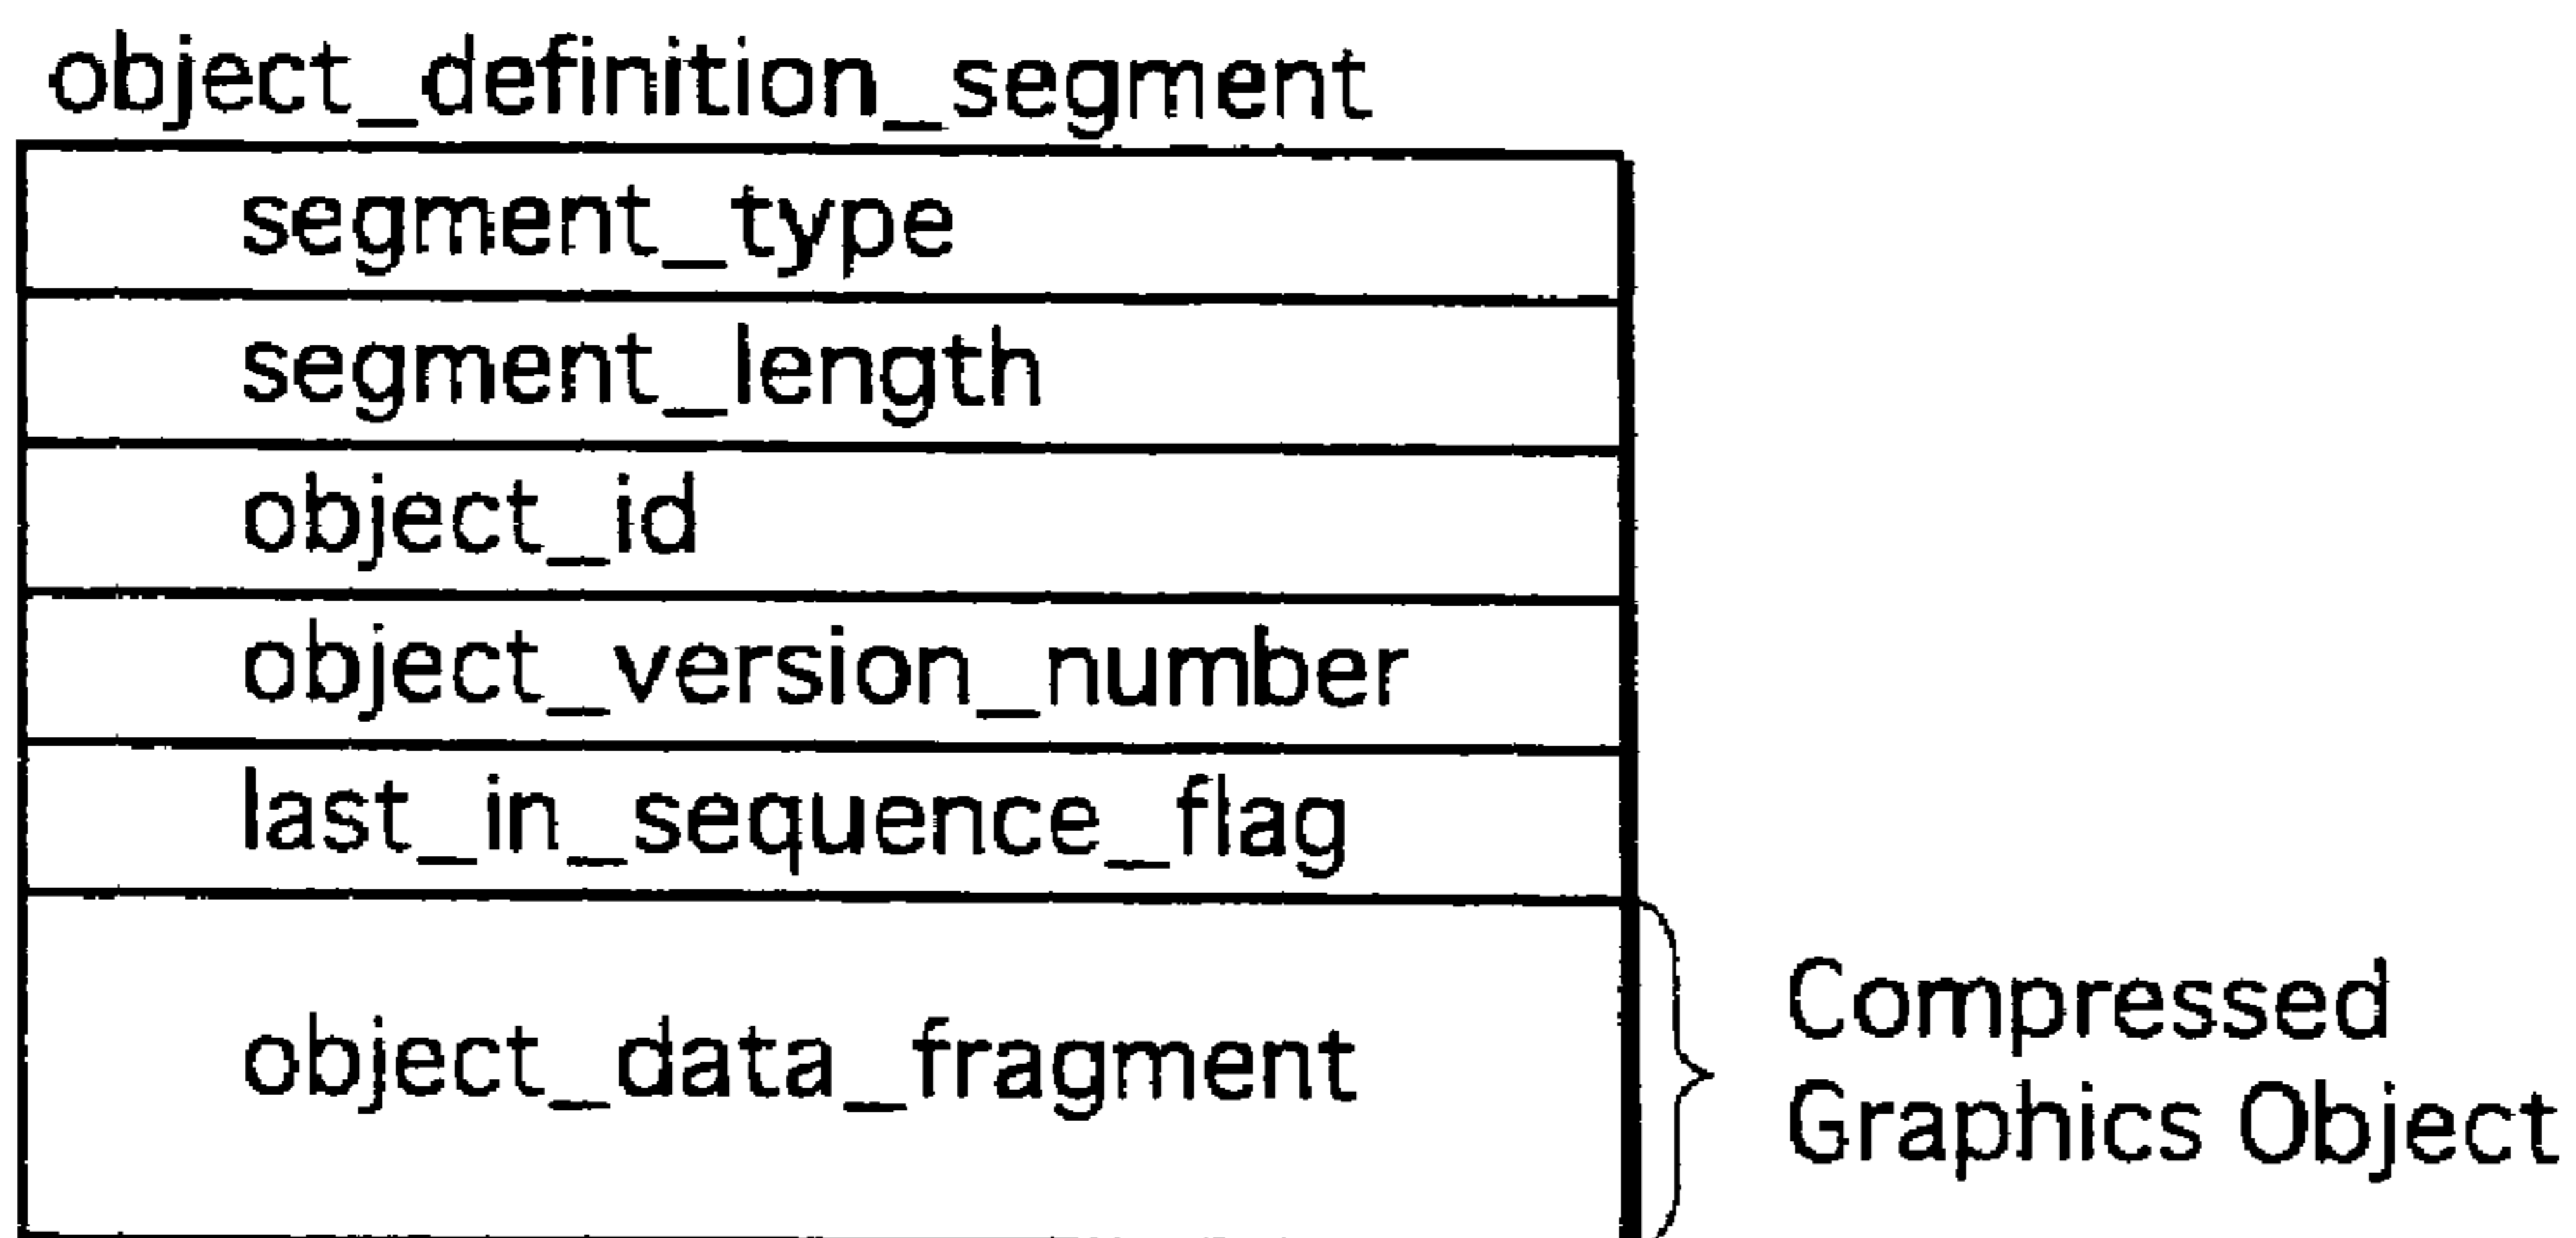 object_definition_segment
segment_type
segment_length
object_id
object_version_number
last_in_sequence_flag
object_data_fragment
Compressed
Graphics Object